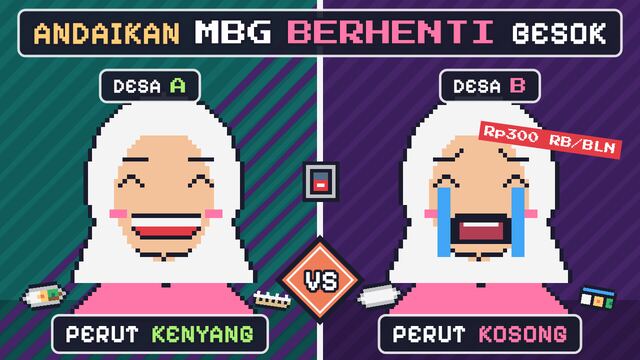 ANDAIKAN MBG BERHENTI BESOK
DESA A
DESA B
Rp300 RB/BLN
VS
PERUT KENYANG
PERUT KOSONG